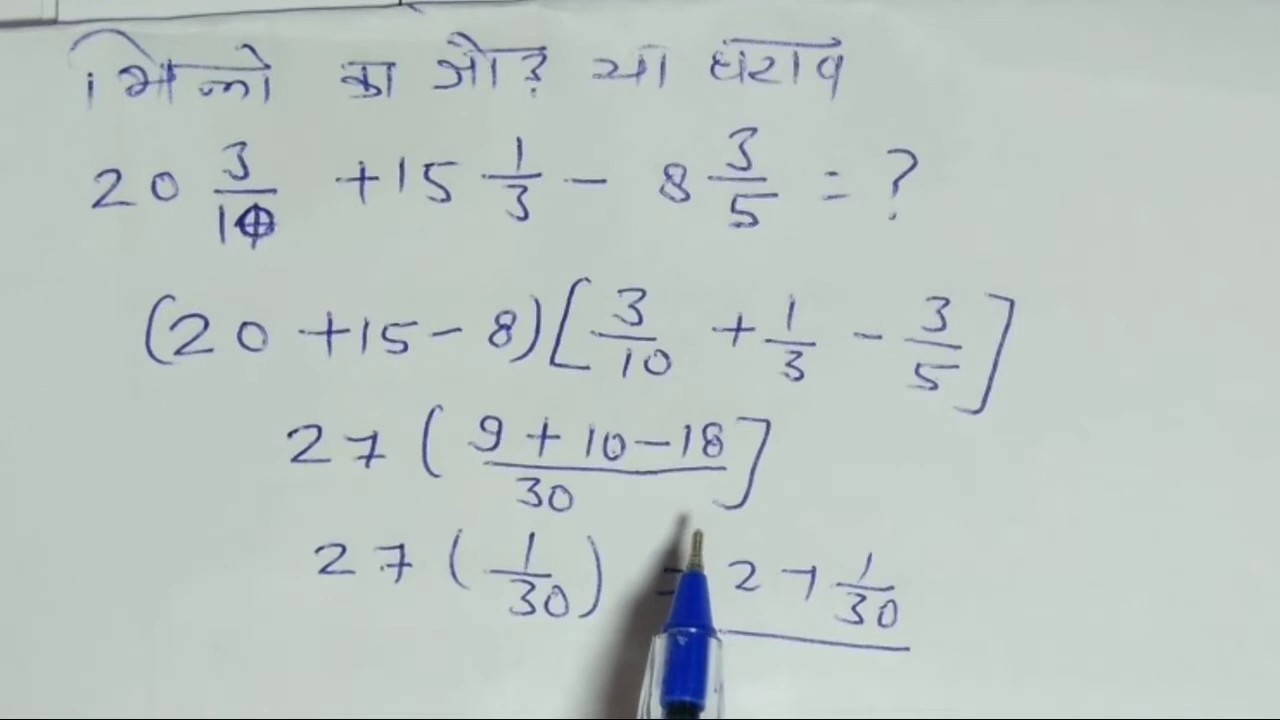 भिन्नो का जोड़ या घटाव
20 3/10 + 15 1/3 - 8 3/5 = ?
(20 + 15 - 8) [3/10 + 1/3 - 3/5]
27 ( 9 + 10 - 18 / 30 ]
27 (1/30) = 27 1/30